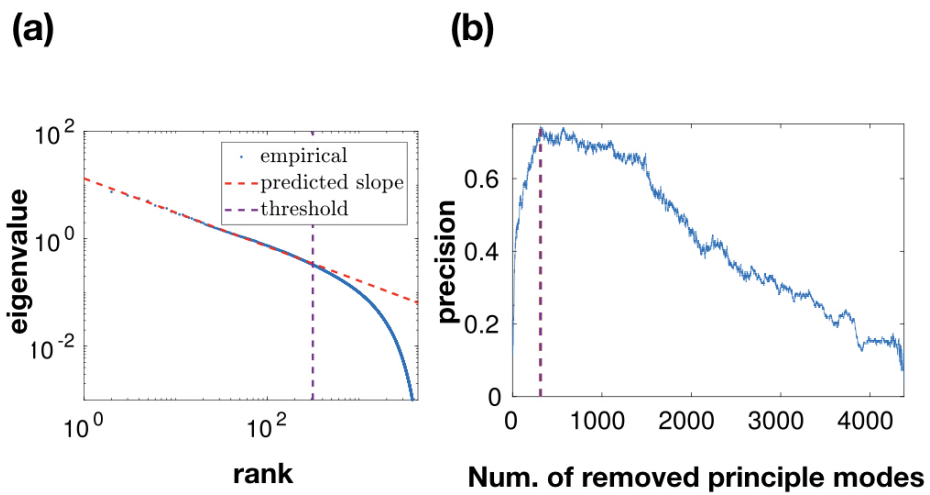 (a)
(b)
10^2
10^0
10^-2
10^0
10^2
eigenvalue
rank
empirical
predicted slope
threshold
0.6
0.4
0.2
0
0
1000
2000
3000
4000
precision
Num. of removed principle modes